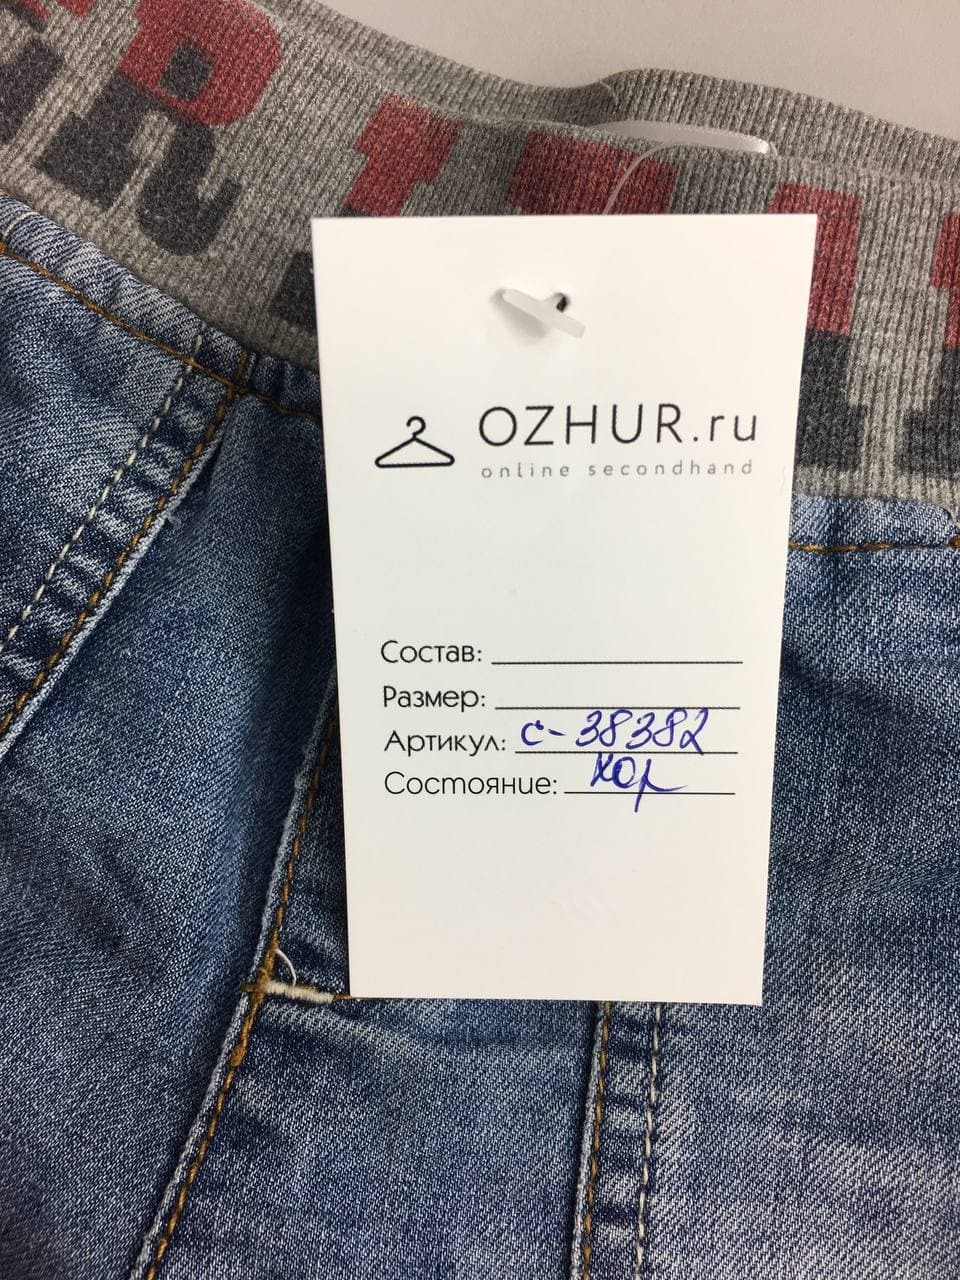 OZHUR.ru
online secondhand
Состав:
Размер:
Артикул: с-38382
Состояние: хор